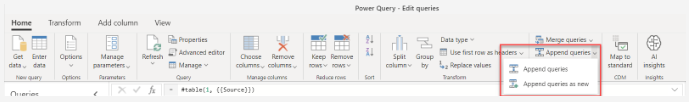 Power Query - Edit queries
Home Transform Add column View
Get data Enter data Options Manage parameters Refresh Properties Advanced editor Manage Choose columns Remove columns Keep rows Reduce rows Split column Group by Data type Use first row as headers Replace values Merge queries Append queries Map to standard AI insights
New query Options Parameters Query Manage columns Reduce rows Sort Transform CDM Insights
Append queries
Append queries as new
Queries fx #table(1, {{Source}})